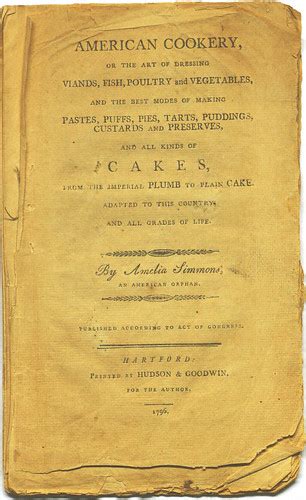 AMERICAN COOKERY,
OR THE ART OF DRESSING
VIANDS, FISH, POULTRY and VEGETABLES,
AND THE BEST MODES OF MAKING
PASTES, PUFFS, PIES, TARTS, PUDDINGS,
CUSTARDS AND PRESERVES,
AND ALL KINDS OF
CAKES,
FROM THE IMPERIAL PLUMB TO PLAIN CAKE.
ADAPTED TO THIS COUNTRY,
AND ALL GRADES OF LIFE.
By Amelia Simmons,
AN AMERICAN ORPHAN.
PUBLISHED ACCORDING TO ACT OF CONGRESS.
HARTFORD:
PRINTED BY HUDSON & GOODWIN,
FOR THE AUTHOR.
1796.